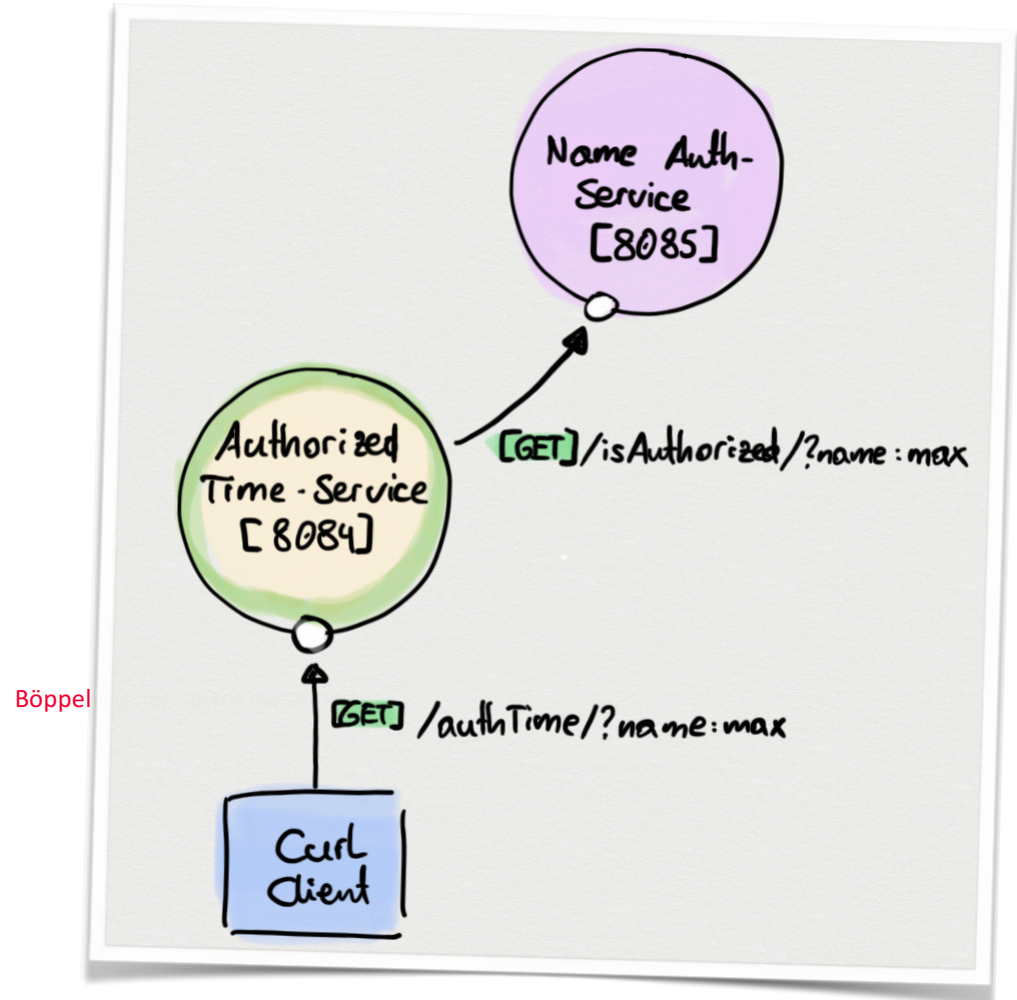 Name Auth-
Service
[8085]
Authorized
Time-Service
[8084]
[GET]/isAuthorized/?name:max
Böppel
[GET] /authTime/?name:max
Curl
Client